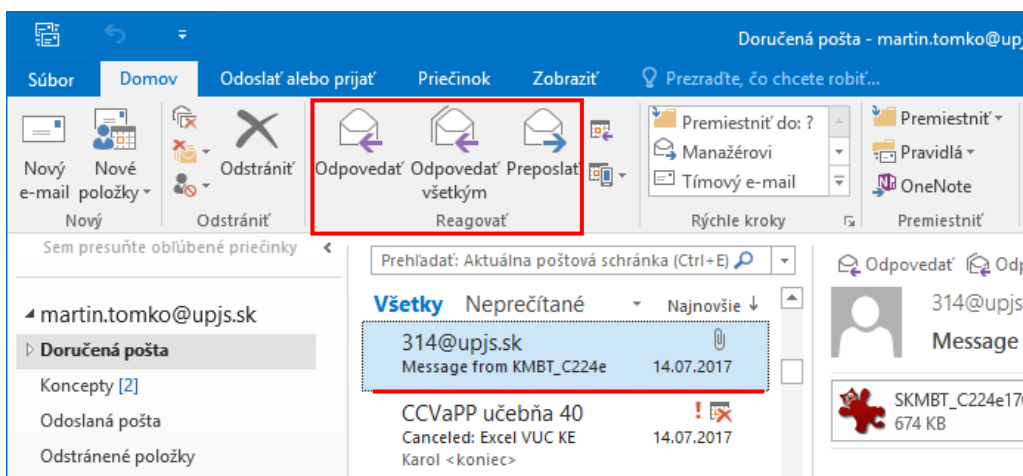 Doručená pošta - martin.tomko@upj
Súbor Domov Odoslať alebo prijať Priečinok Zobraziť Prezraďte, čo chcete robiť...
Nový e-mail
Nové položky
Odstrániť
Odpovedať
Odpovedať všetkým
Preposlať
Premiestniť do: ?
Manažérovi
Tímový e-mail
Premiestniť
Pravidlá
OneNote
Nový Odstrániť Reagovať Rýchle kroky Premiestniť
Sem presuňte obľúbené priečinky
martin.tomko@upjs.sk
Doručená pošta
Koncepty [2]
Odoslaná pošta
Odstránené položky
Prehľadať: Aktuálna poštová schránka (Ctrl+E)
Všetky Neprečítané Najnovšie ↓
314@upjs.sk
Message from KMBT_C224e 14.07.2017
CCVaPP učebňa 40
Canceled: Excel VUC KE 14.07.2017
Karol <koniec>
Odpovedať Odp
314@upjs
Message
SKMBT_C224e17
674 KB